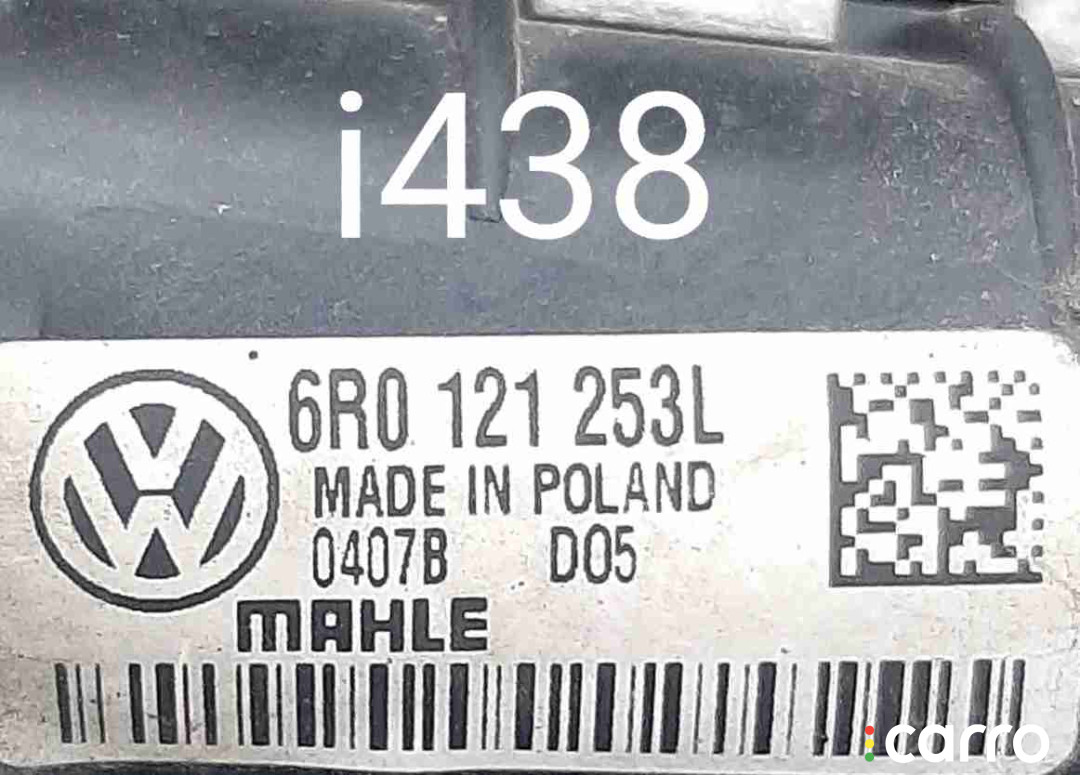 i438
6R0 121 253L
MADE IN POLAND
0407B D05
MAHLE
carro